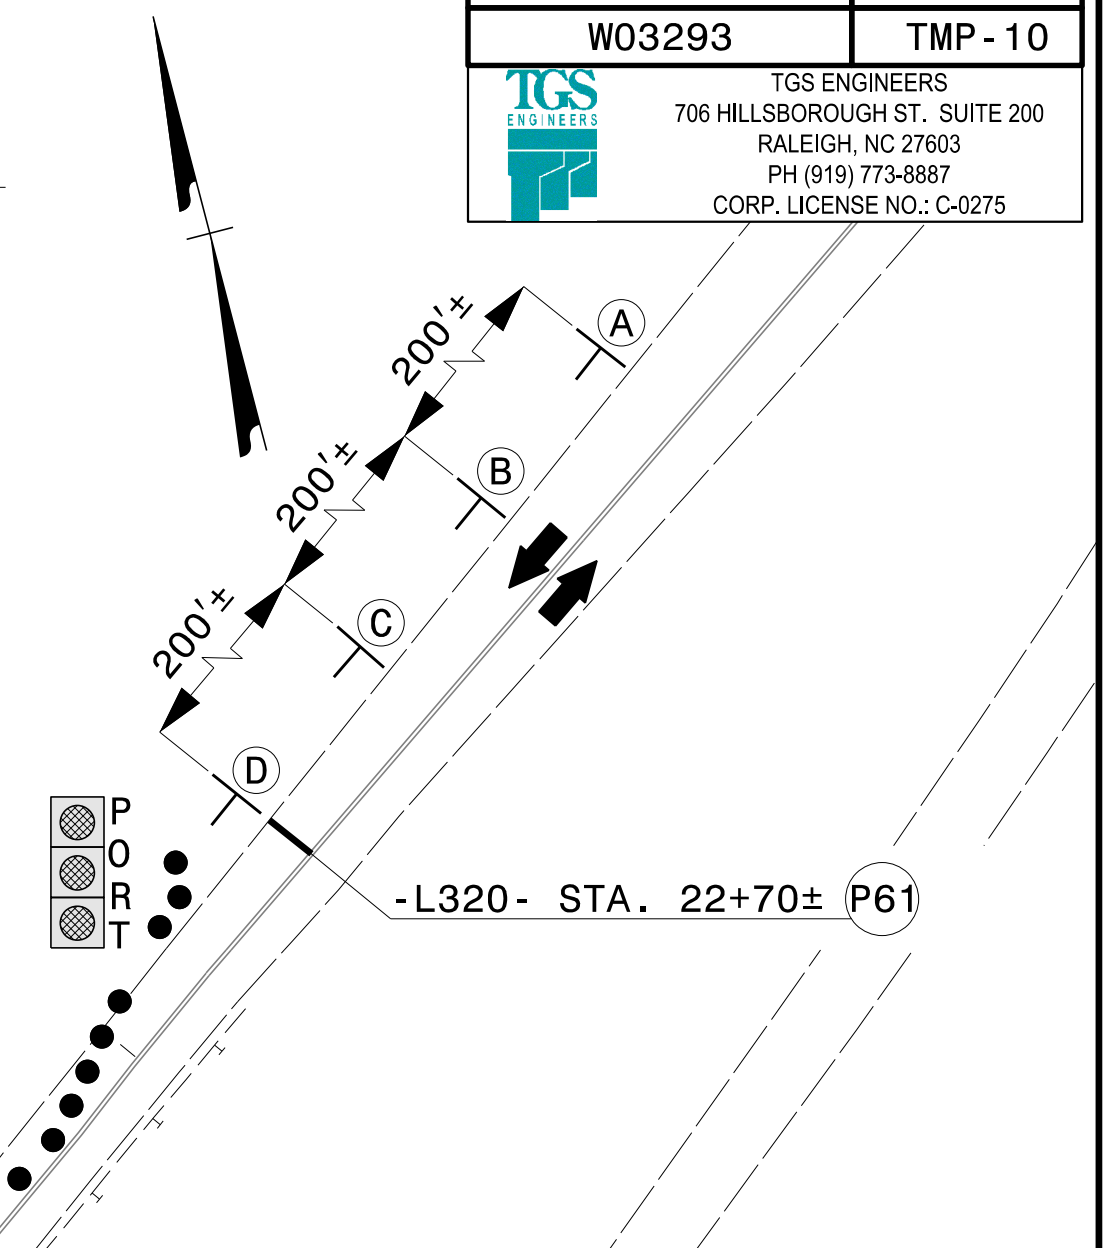 W03293 TMP-10
TGS
ENGINEERS
TGS ENGINEERS
706 HILLSBOROUGH ST. SUITE 200
RALEIGH, NC 27603
PH (919) 773-8887
CORP. LICENSE NO.: C-0275
A
200'±
B
200'±
C
200'±
D
PORT
-L320- STA. 22+70± P61